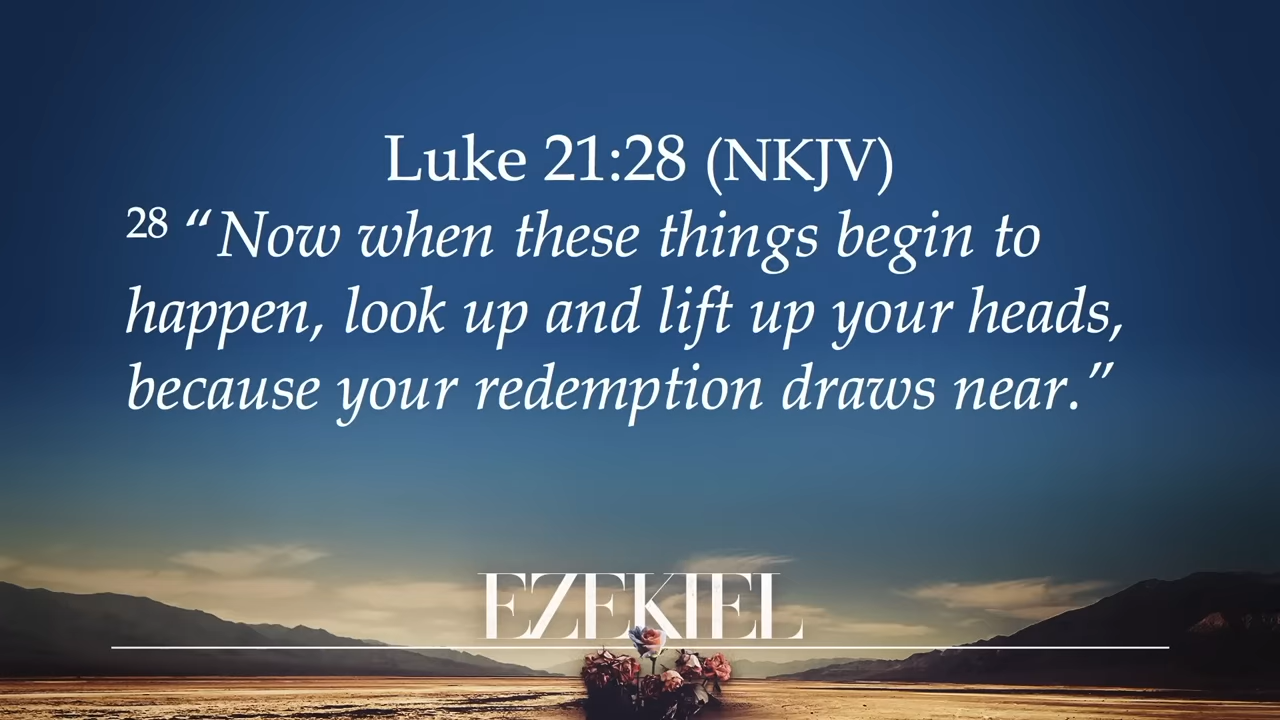 Luke 21:28 (NKJV)
28 “Now when these things begin to
happen, look up and lift up your heads,
because your redemption draws near.”
EZEKIEL